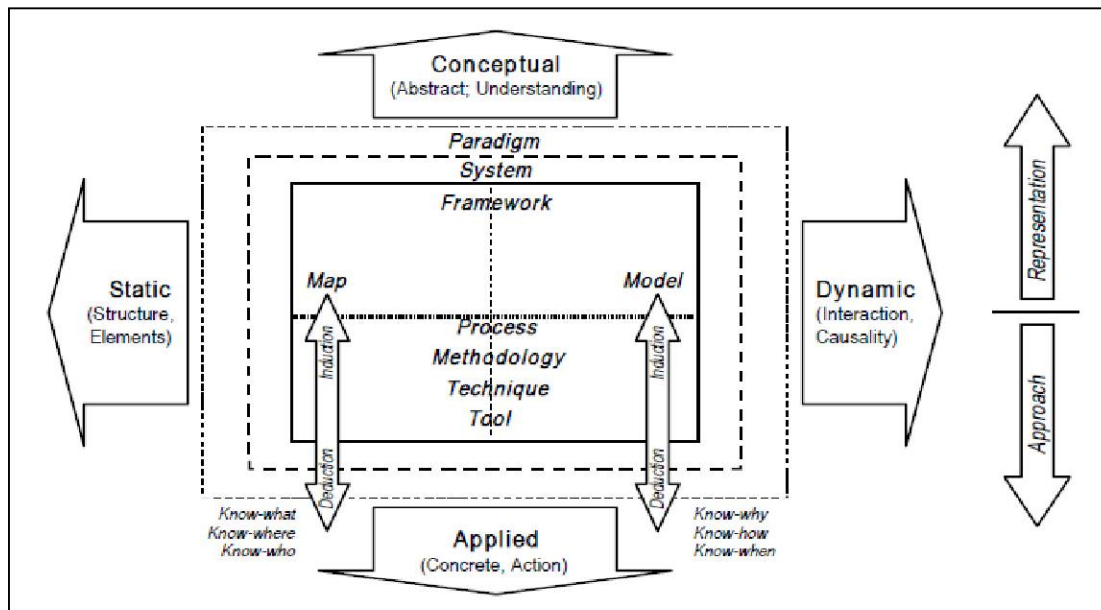 Conceptual
(Abstract; Understanding)
Paradigm
System
Framework
Map
Model
Static
(Structure,
Elements)
Dynamic
(Interaction,
Causality)
Representation
Approach
Process
Methodology
Technique
Tool
Induction
Deduction
Induction
Deduction
Know-what
Know-where
Know-who
Know-why
Know-how
Know-when
Applied
(Concrete, Action)